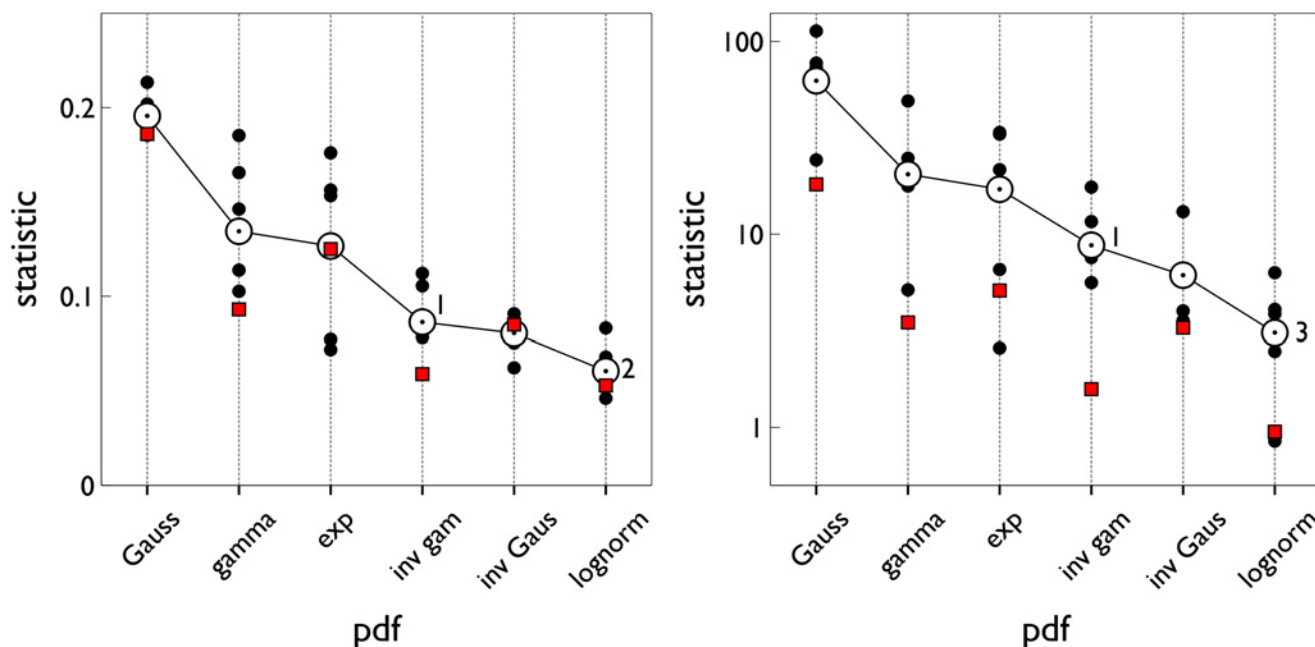 statistic
0.2
0.1
0
1
2
Gauss
gamma
exp
inv gam
inv Gaus
lognorm
pdf
statistic
100
10
1
1
3
Gauss
gamma
exp
inv gam
inv Gaus
lognorm
pdf